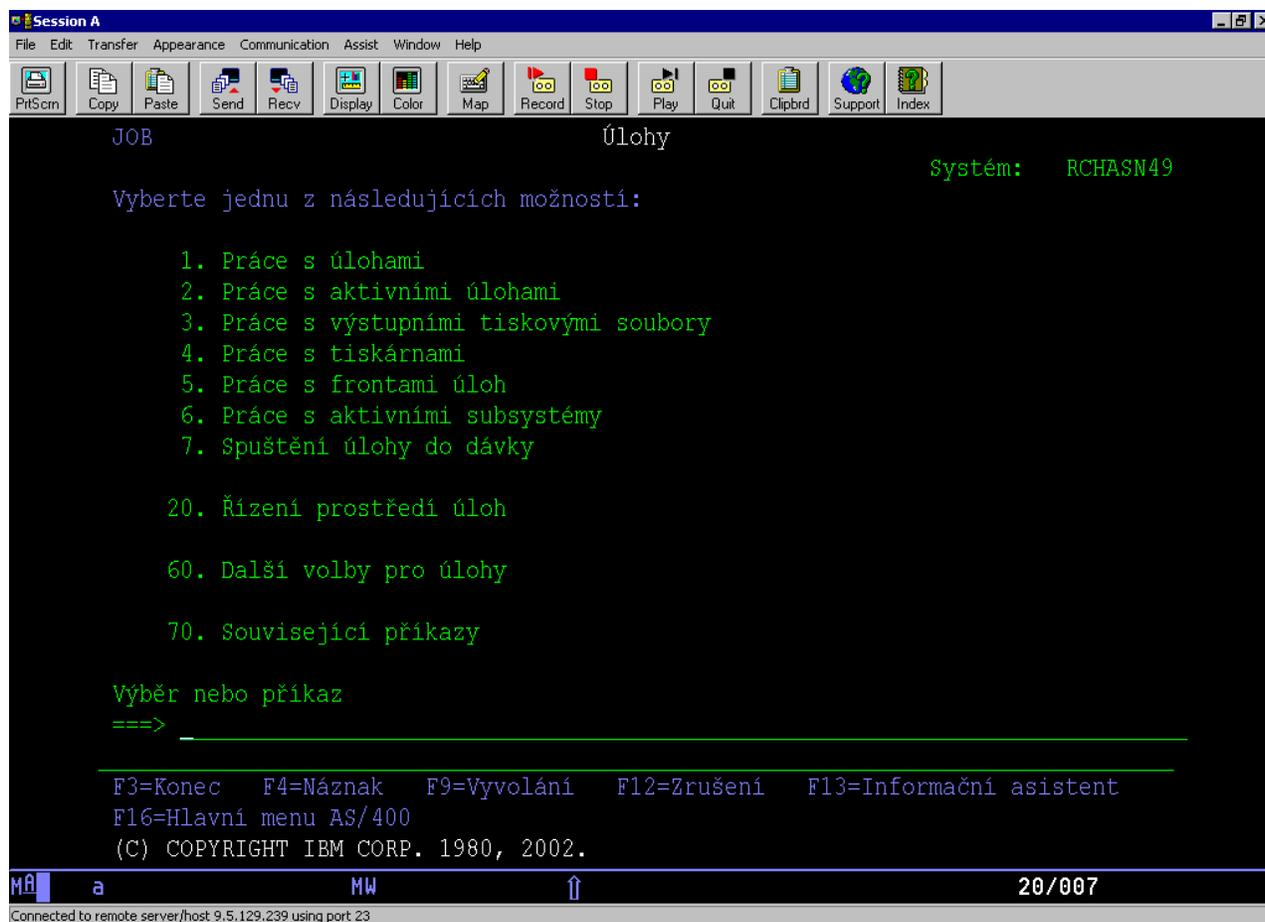 Session A
File Edit Transfer Appearance Communication Assist Window Help
PrtScrn Copy Paste Send Recv Display Color Map Record Stop Play Quit Clipbrd Support Index
JOB Úlohy
Systém: RCHASN49
Vyberte jednu z následujících možností:
1. Práce s úlohami
2. Práce s aktivními úlohami
3. Práce s výstupními tiskovými soubory
4. Práce s tiskárnami
5. Práce s frontami úloh
6. Práce s aktivními subsystémy
7. Spuštění úlohy do dávky
20. Řízení prostředí úloh
60. Další volby pro úlohy
70. Související příkazy
Výběr nebo příkaz
===> _
F3=Konec F4=Náznak F9=Vyvolání F12=Zrušení F13=Informační asistent
F16=Hlavní menu AS/400
(C) COPYRIGHT IBM CORP. 1980, 2002.
MA a MW 20/007
Connected to remote server/host 9.5.129.239 using port 23